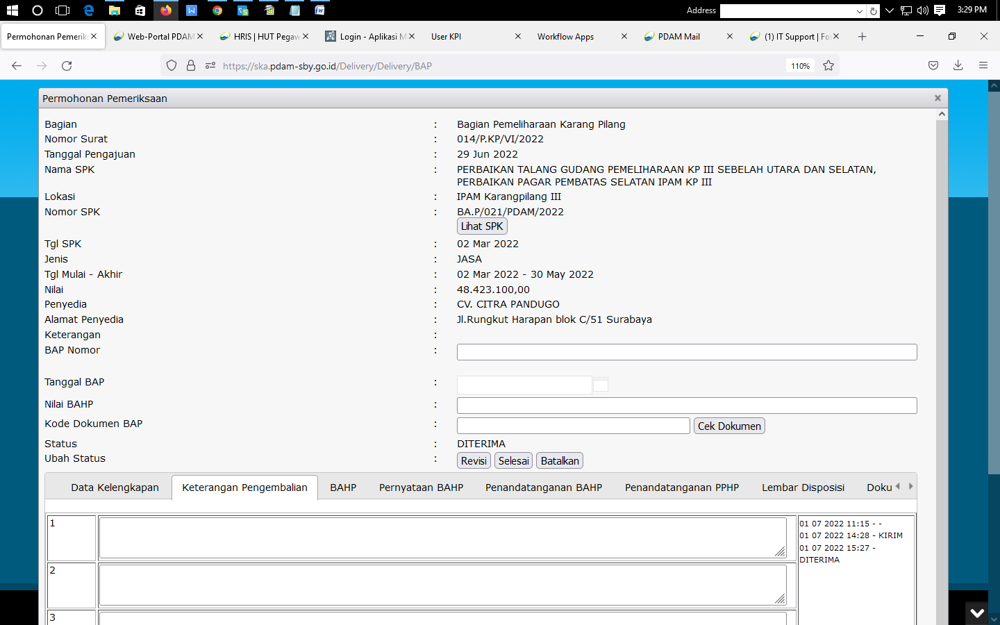 Address
3:29 PM
Permohonan Pemerik
Web-Portal PDAM
HRIS | HUT Pegaw
Login - Aplikasi M
User KPI
Workflow Apps
PDAM Mail
(1) IT Support | Fo
https://ska.pdam-sby.go.id/Delivery/Delivery/BAP
110%
Permohonan Pemeriksaan
Bagian : Bagian Pemeliharaan Karang Pilang
Nomor Surat : 014/P.KP/VI/2022
Tanggal Pengajuan : 29 Jun 2022
Nama SPK : PERBAIKAN TALANG GUDANG PEMELIHARAAN KP III SEBELAH UTARA DAN SELATAN,
PERBAIKAN PAGAR PEMBATAS SELATAN IPAM KP III
Lokasi : IPAM Karangpilang III
Nomor SPK : BA.P/021/PDAM/2022
Lihat SPK
Tgl SPK : 02 Mar 2022
Jenis : JASA
Tgl Mulai - Akhir : 02 Mar 2022 - 30 May 2022
Nilai : 48.423.100,00
Penyedia : CV. CITRA PANDUGO
Alamat Penyedia : Jl.Rungkut Harapan blok C/51 Surabaya
Keterangan :
BAP Nomor :
Tanggal BAP :
Nilai BAHP :
Kode Dokumen BAP : Cek Dokumen
Status : DITERIMA
Ubah Status : Revisi Selesai Batalkan
Data Kelengkapan
Keterangan Pengembalian
BAHP
Pernyataan BAHP
Penandatanganan BAHP
Penandatanganan PPHP
Lembar Disposisi
Doku
1
01 07 2022 11:15 - -
01 07 2022 14:28 - KIRIM
01 07 2022 15:27 -
DITERIMA
2
3